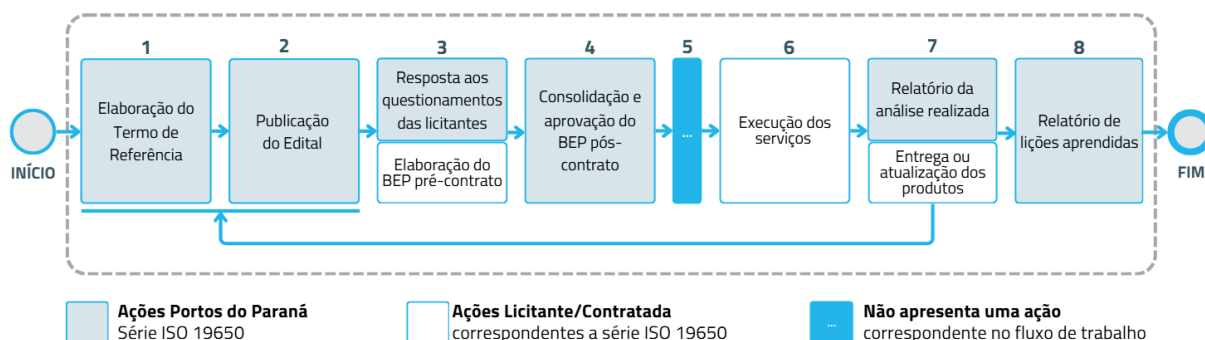 1
2
3
4
5
6
7
8
INÍCIO
Elaboração do
Termo de
Referência
Publicação
do Edital
Resposta aos
questionamentos
das licitantes
Elaboração do
BEP pré-contrato
Consolidação e
aprovação do
BEP pós-
contrato
...
Execução dos
serviços
Relatório da
análise realizada
Entrega ou
atualização dos
produtos
Relatório de
lições aprendidas
FIM
Ações Portos do Paraná
Série ISO 19650
Ações Licitante/Contratada
correspondentes a série ISO 19650
...
Não apresenta uma ação
correspondente no fluxo de trabalho